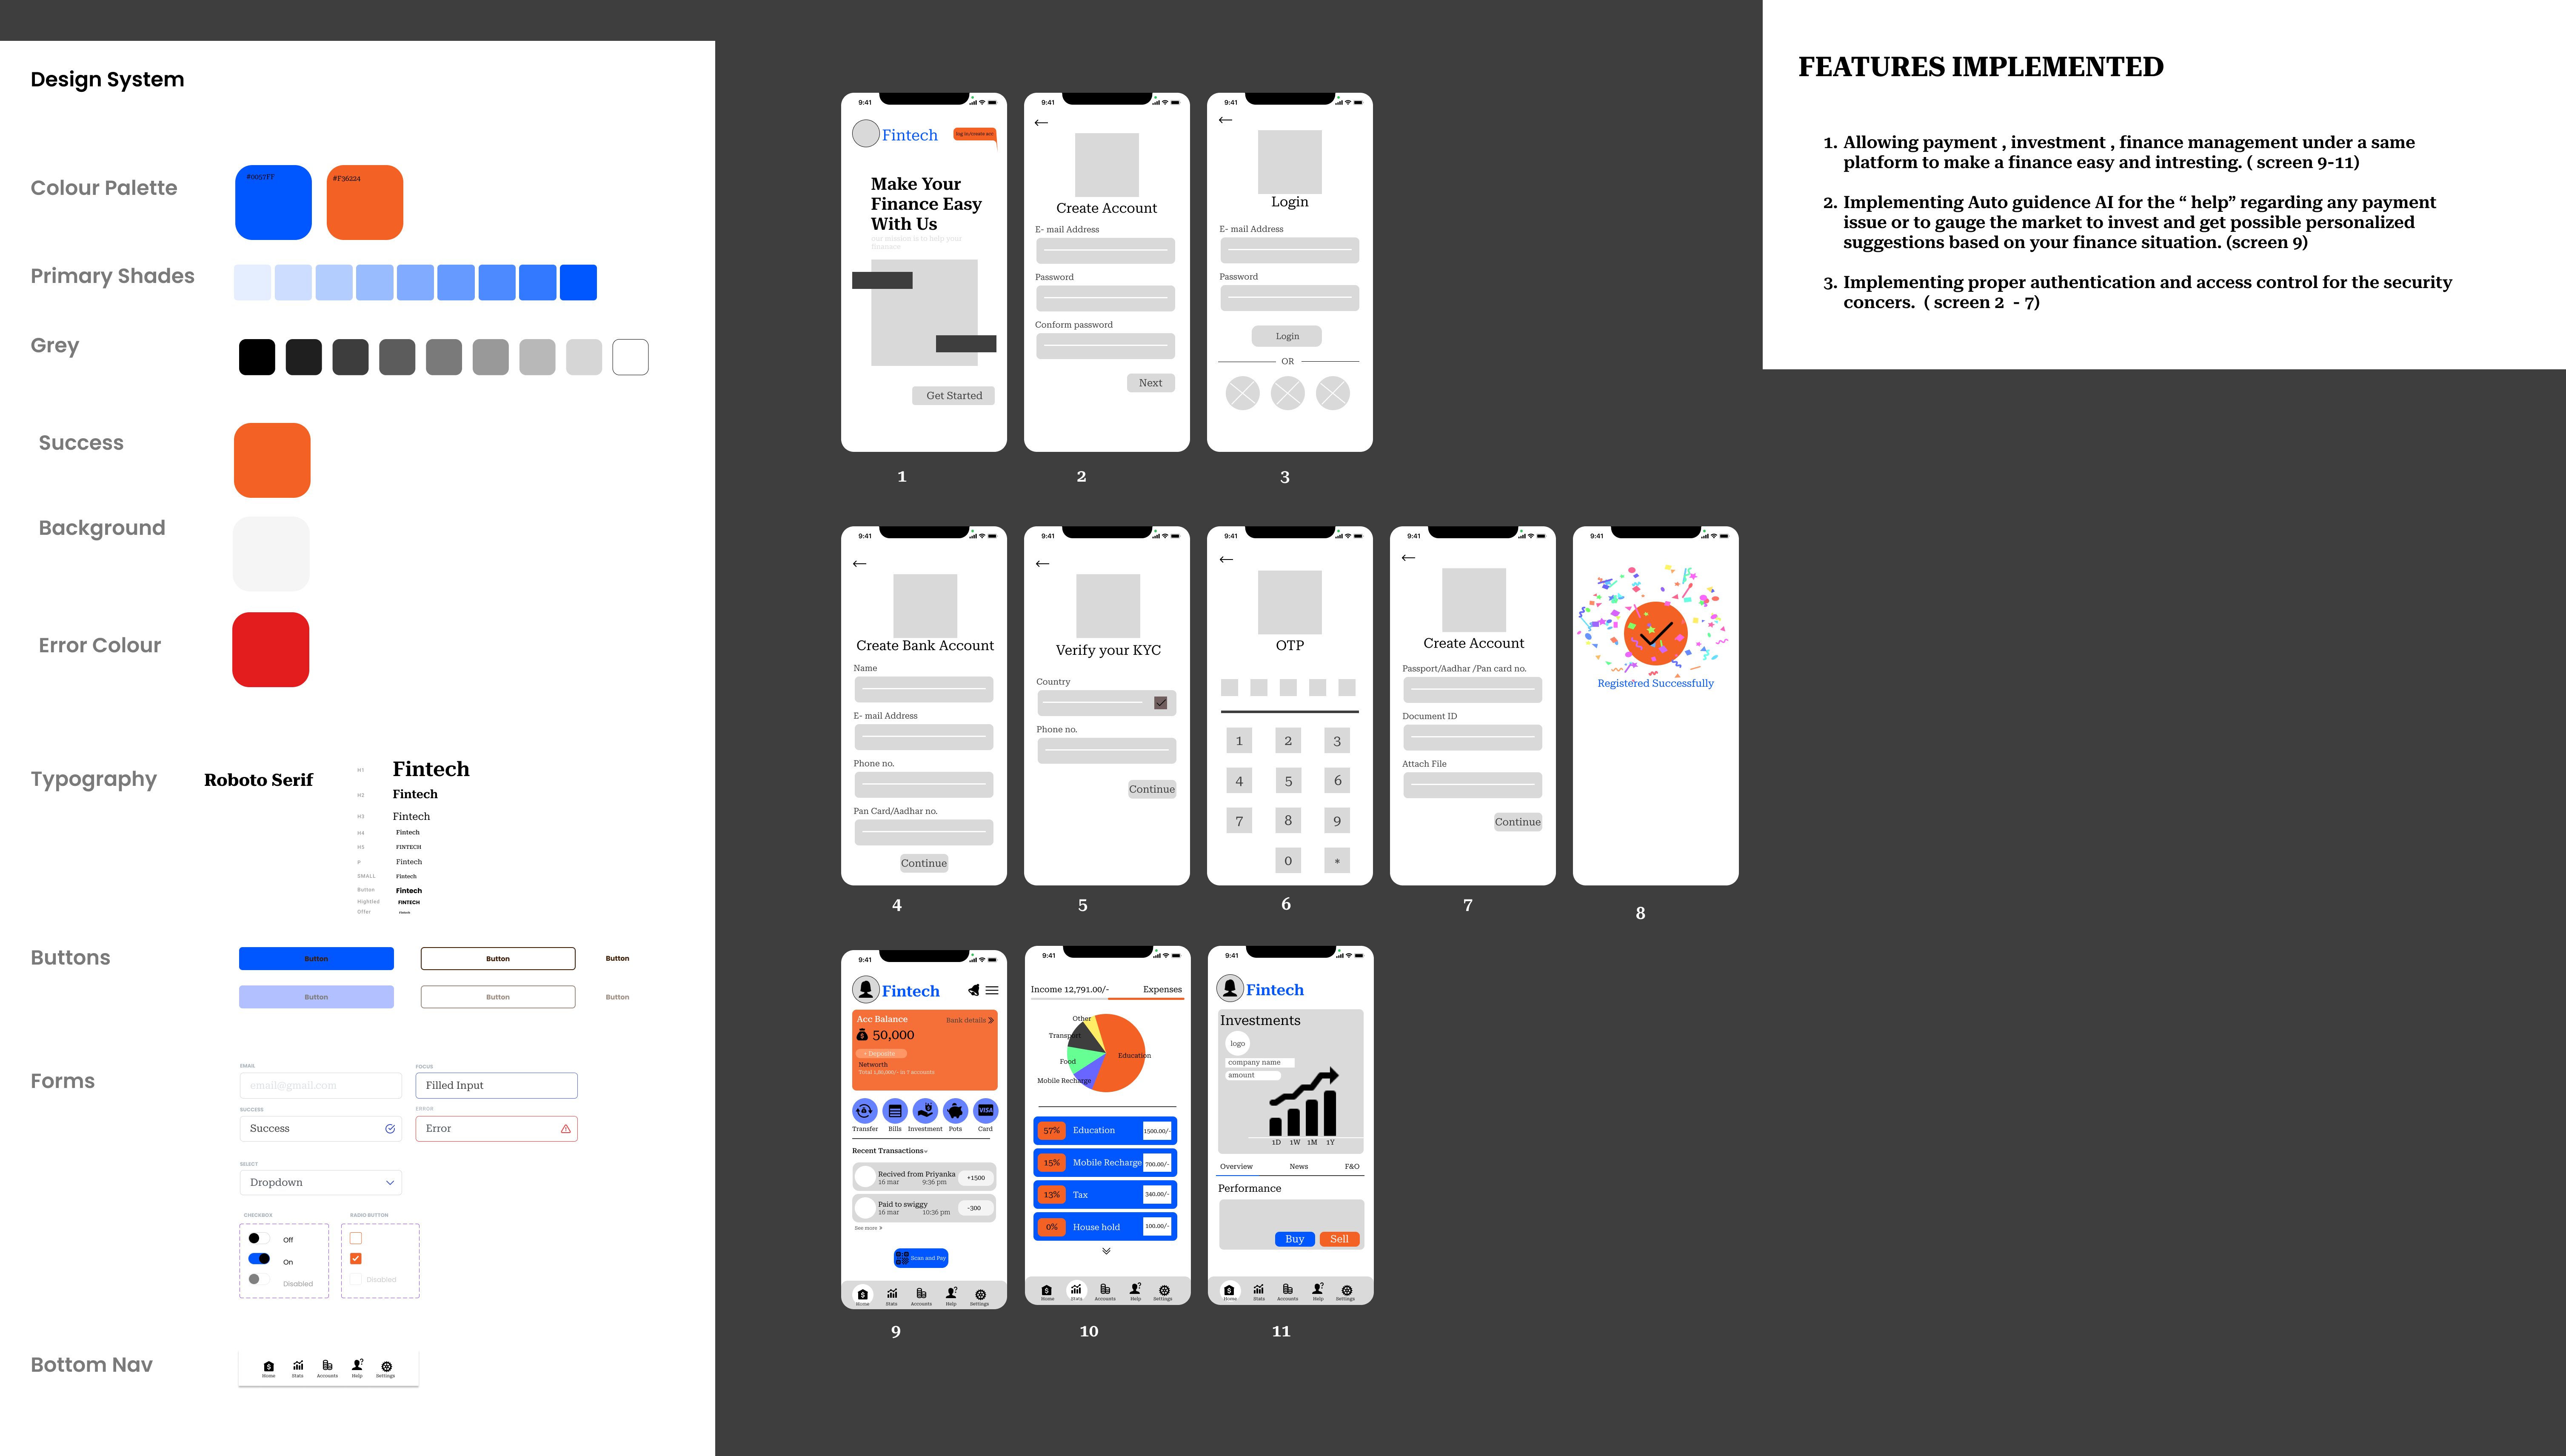 Design System
Colour Palette
#0057FF
#F36224
Primary Shades
Grey
Success
Background
Error Colour
Typography
Roboto Serif
H1
Fintech
H2
Fintech
H3
Fintech
H4
Fintech
H5
FINTECH
P
Fintech
SMALL
Fintech
Button
Fintech
Hightled
FINTECH
Offer
Fintech
Buttons
Button
Button
Button
Button
Button
Button
Forms
EMAIL
email@gmail.com
FOCUS
Filled Input
SUCCESS
Success
ERROR
Error
SELECT
Dropdown
CHECKBOX
Off
On
Disabled
RADIO BUTTON
Disabled
Bottom Nav
Home
Stats
Accounts
Help
Settings
9:41
Fintech
log in/create acc
Make Your
Finance Easy
With Us
our mission is to help your
finanace
Get Started
1
9:41
Create Account
E- mail Address
Password
Conform password
Next
2
9:41
Login
E- mail Address
Password
Login
OR
3
9:41
Create Bank Account
Name
E- mail Address
Phone no.
Pan Card/Aadhar no.
Continue
4
9:41
Verify your KYC
Country
Phone no.
Continue
5
9:41
OTP
1 2 3
4 5 6
7 8 9
0 *
6
9:41
Create Account
Passport/Aadhar /Pan card no.
Document ID
Attach File
Continue
7
9:41
Registered Successfully
8
9:41
Fintech
Acc Balance
Bank details
50,000
+ Deposite
Networth
Total 1,80,000/- in 7 accounts
VISA
Transfer
Bills
Investment
Pots
Card
Recent Transactions
Recived from Priyanka
16 mar 9:36 pm
+1500
Paid to swiggy
16 mar 10:36 pm
-300
See more
Scan and Pay
Home
Stats
Accounts
Help
Settings
9
9:41
Income 12,791.00/-
Expenses
Other
Transport
Education
Food
Mobile Recharge
57% Education 1500.00/-
15% Mobile Recharge 700.00/-
13% Tax 340.00/-
0% House hold 100.00/-
Home
Stats
Accounts
Help
Settings
10
9:41
Fintech
Investments
logo
company name
amount
1D 1W 1M 1Y
Overview
News
F&O
Performance
Buy
Sell
Home
Stats
Accounts
Help
Settings
11
FEATURES IMPLEMENTED
1. Allowing payment , investment , finance management under a same
platform to make a finance easy and intresting. ( screen 9-11)
2. Implementing Auto guidence AI for the “ help” regarding any payment
issue or to gauge the market to invest and get possible personalized
suggestions based on your finance situation. (screen 9)
3. Implementing proper authentication and access control for the security
concers. ( screen 2 - 7)